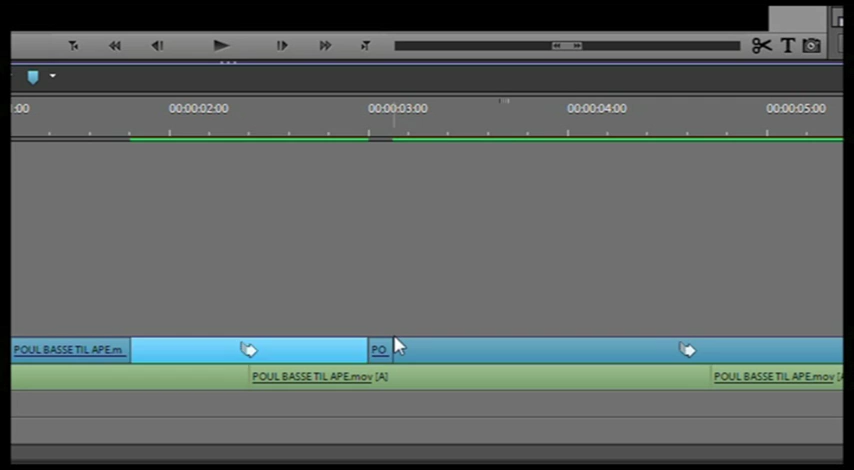 T
:00 00:00:02:00 00:00:03:00 00:00:04:00 00:00:05:00
POUL BASSE TIL APE.m PO
POUL BASSE TIL APE.mov [A] POUL BASSE TIL APE.mov [A